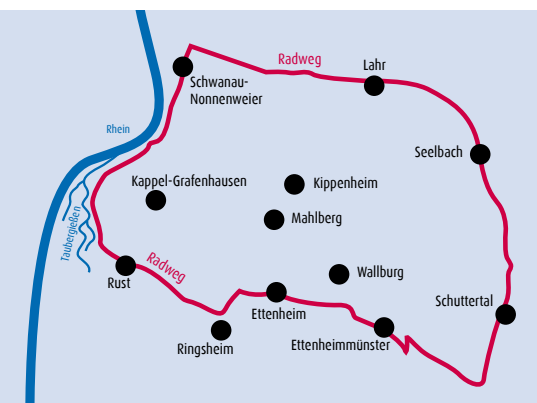 Radweg
Lahr
Schwanau-
Nonnenweier
Rhein
Seelbach
Kappel-Grafenhausen
Kippenheim
Mahlberg
Taubergießen
Radweg
Wallburg
Rust
Schuttertal
Ettenheim
Ringsheim
Ettenheimmünster